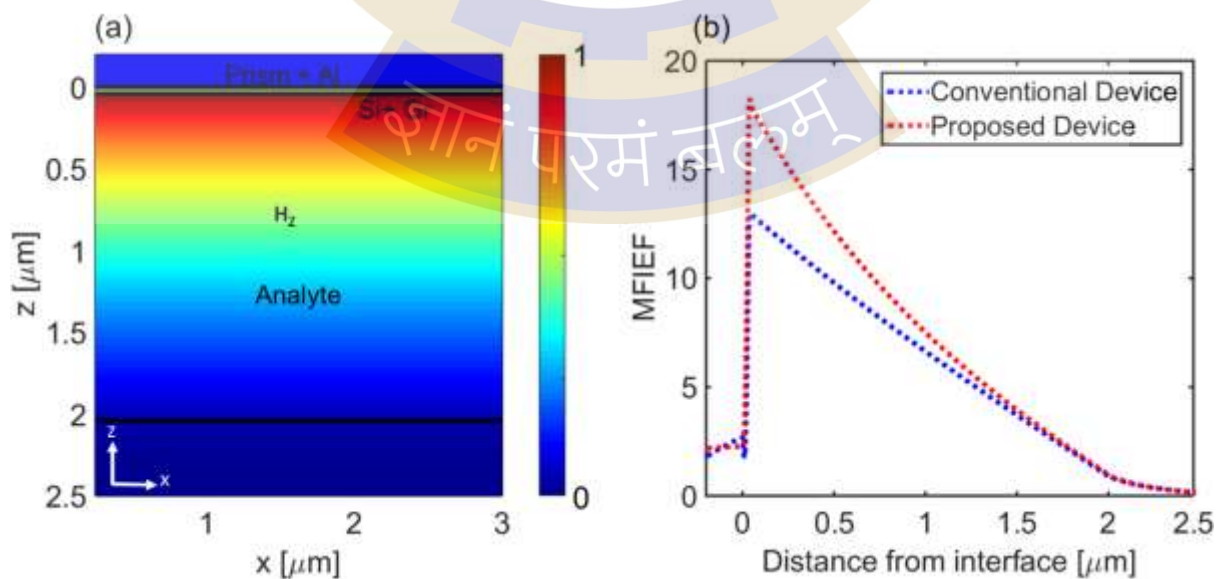 (a)
Prism + Al
Si+ Gr
H_z
Analyte
0
0.5
1
1.5
2
2.5
z [μm]
z
x
1
2
3
x [μm]
1
0
(b)
20
15
10
5
0
MFIEF
Conventional Device
Proposed Device
0
0.5
1
1.5
2
2.5
Distance from interface [μm]
ज्ञानं परमं बलम्